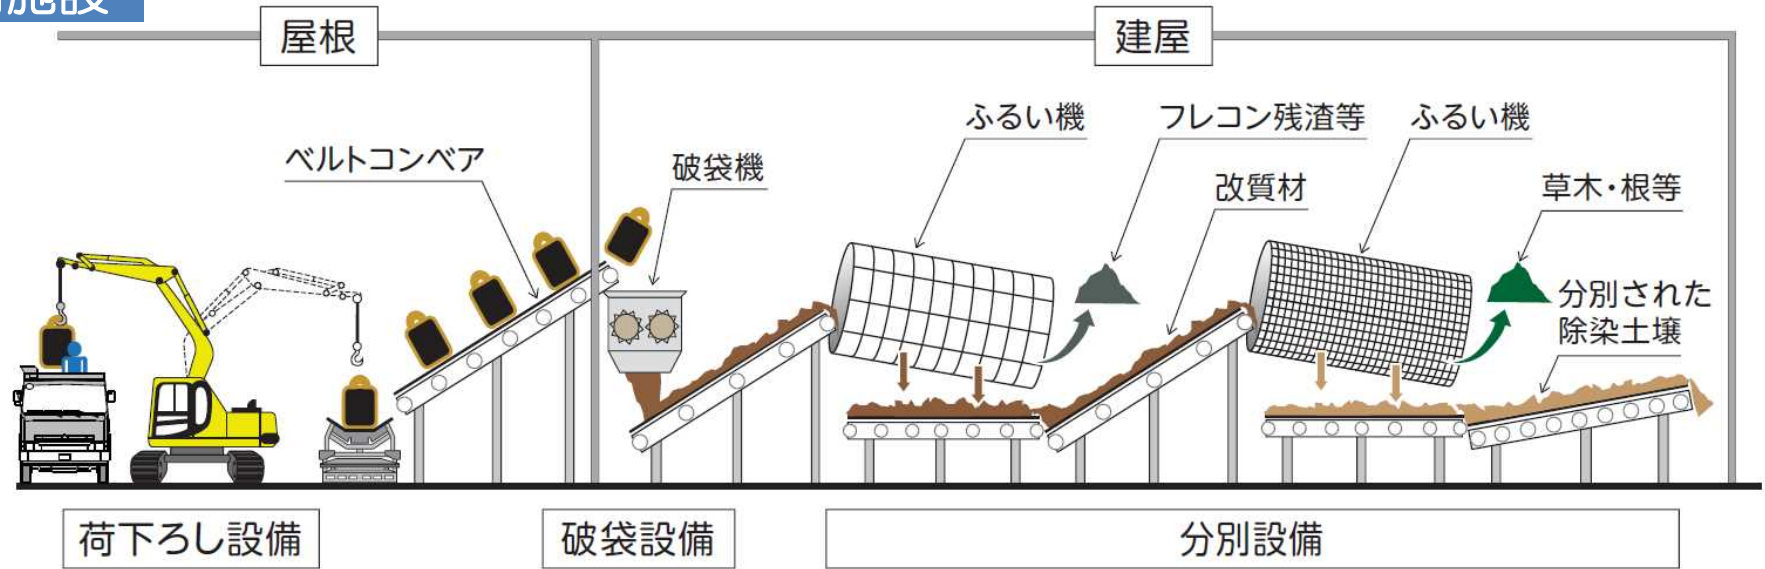 施設
屋根
建屋
ふるい機
フレコン残渣等
ふるい機
ベルトコンベア
破袋機
改質材
草木・根等
分別された
除染土壌
荷下ろし設備
破袋設備
分別設備